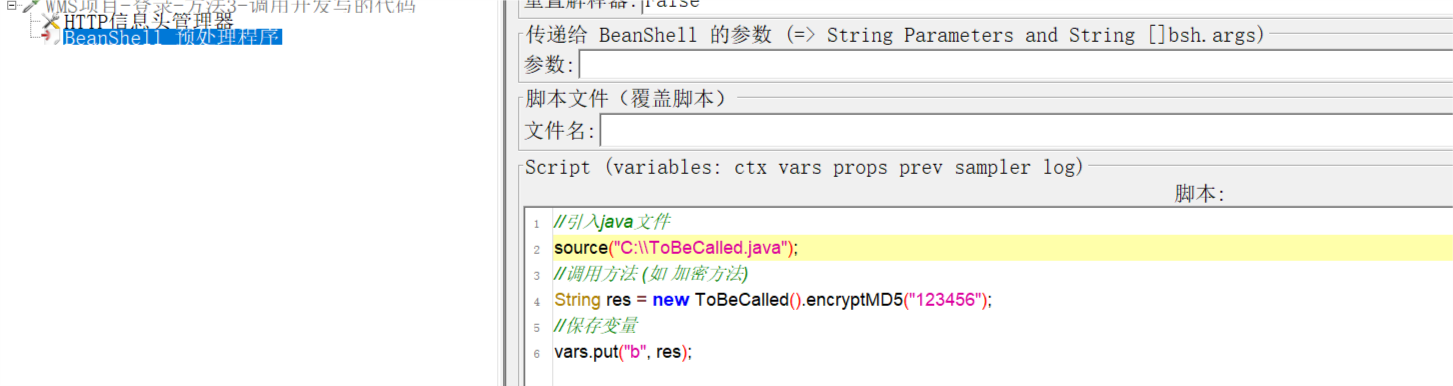 WMS项目-登录-方法3-调用开发写的代码
HTTP信息头管理器
BeanShell 预处理程序
重置解释器:False
传递给 BeanShell 的参数 (=> String Parameters and String []bsh.args)
参数:
脚本文件（覆盖脚本）
文件名:
Script (variables: ctx vars props prev sampler log)
脚本:
1 //引入java文件
2 source("C:\\ToBeCalled.java");
3 //调用方法 (如 加密方法)
4 String res = new ToBeCalled().encryptMD5("123456");
5 //保存变量
6 vars.put("b", res);